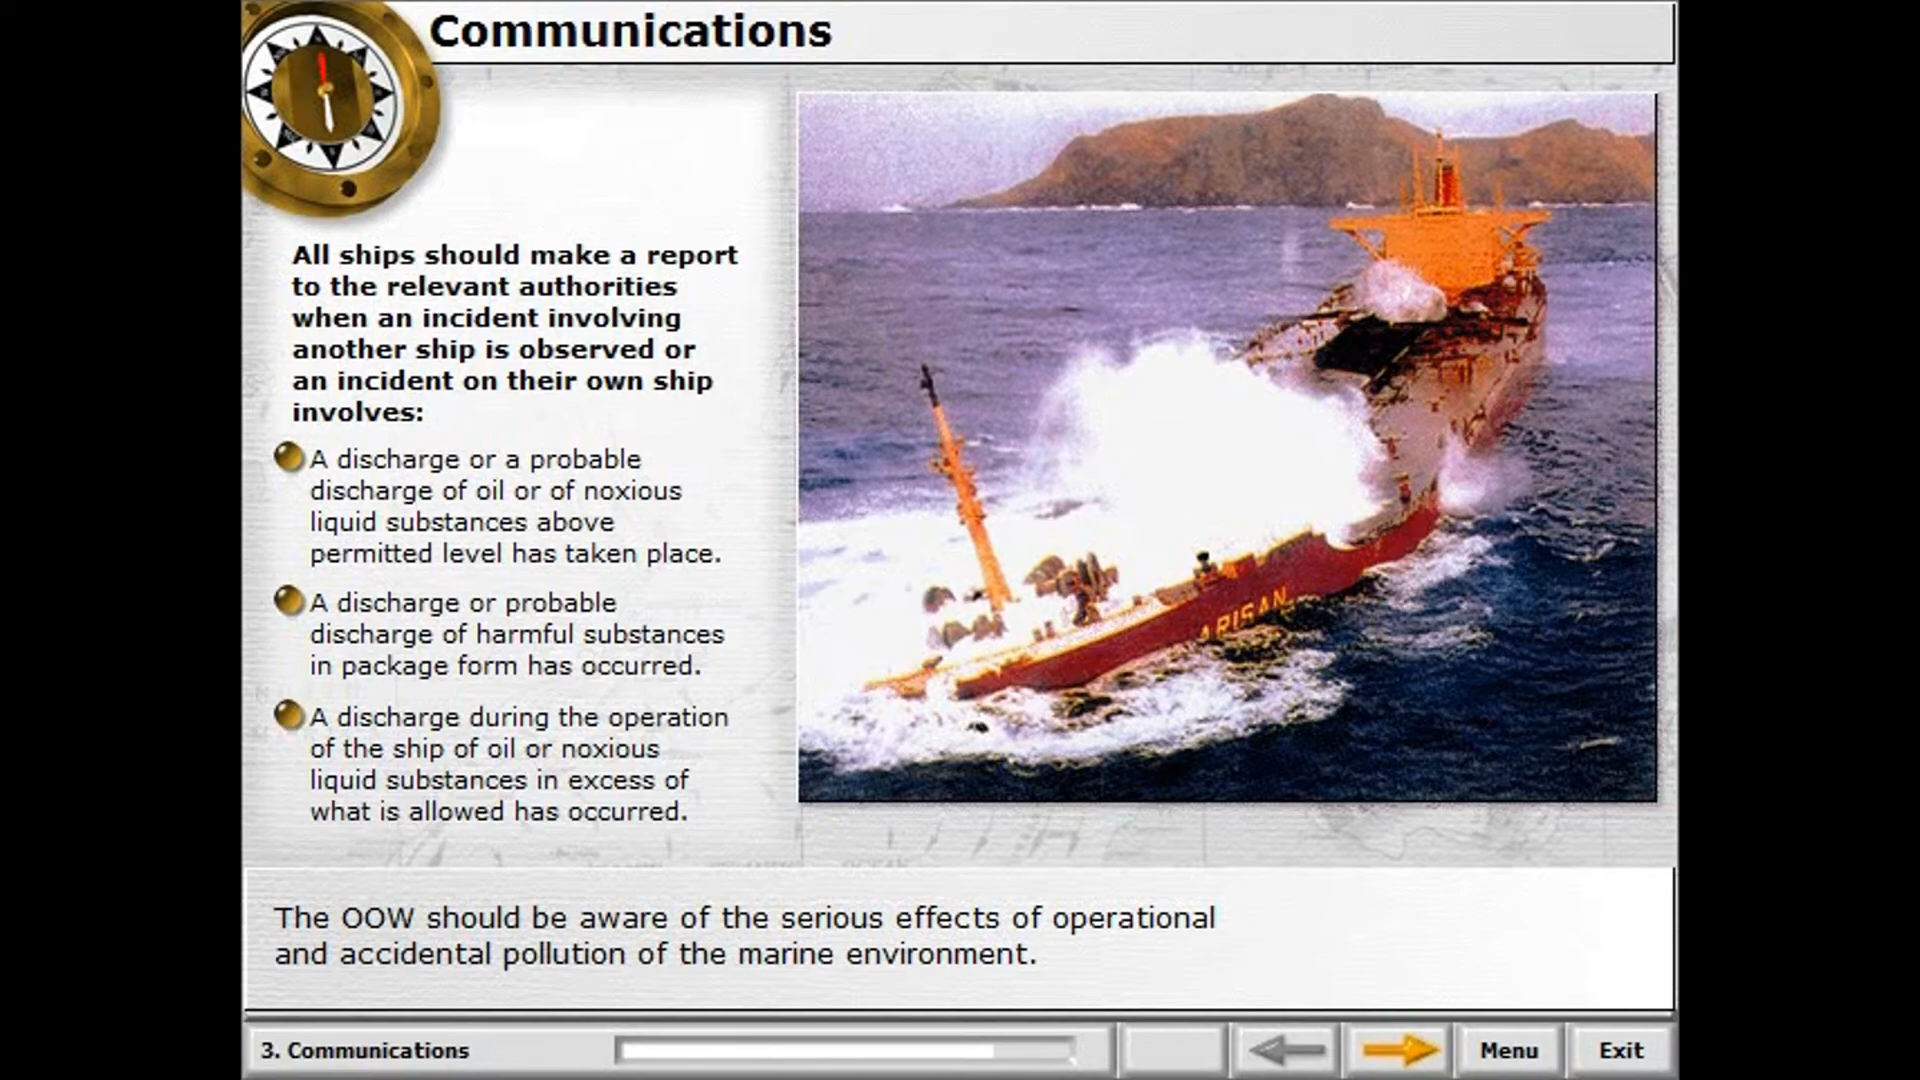 Communications
All ships should make a report
to the relevant authorities
when an incident involving
another ship is observed or
an incident on their own ship
involves:
A discharge or a probable
discharge of oil or of noxious
liquid substances above
permitted level has taken place.
A discharge or probable
discharge of harmful substances
in package form has occurred.
A discharge during the operation
of the ship of oil or noxious
liquid substances in excess of
what is allowed has occurred.
ARISAN
The OOW should be aware of the serious effects of operational
and accidental pollution of the marine environment.
3. Communications
Menu
Exit